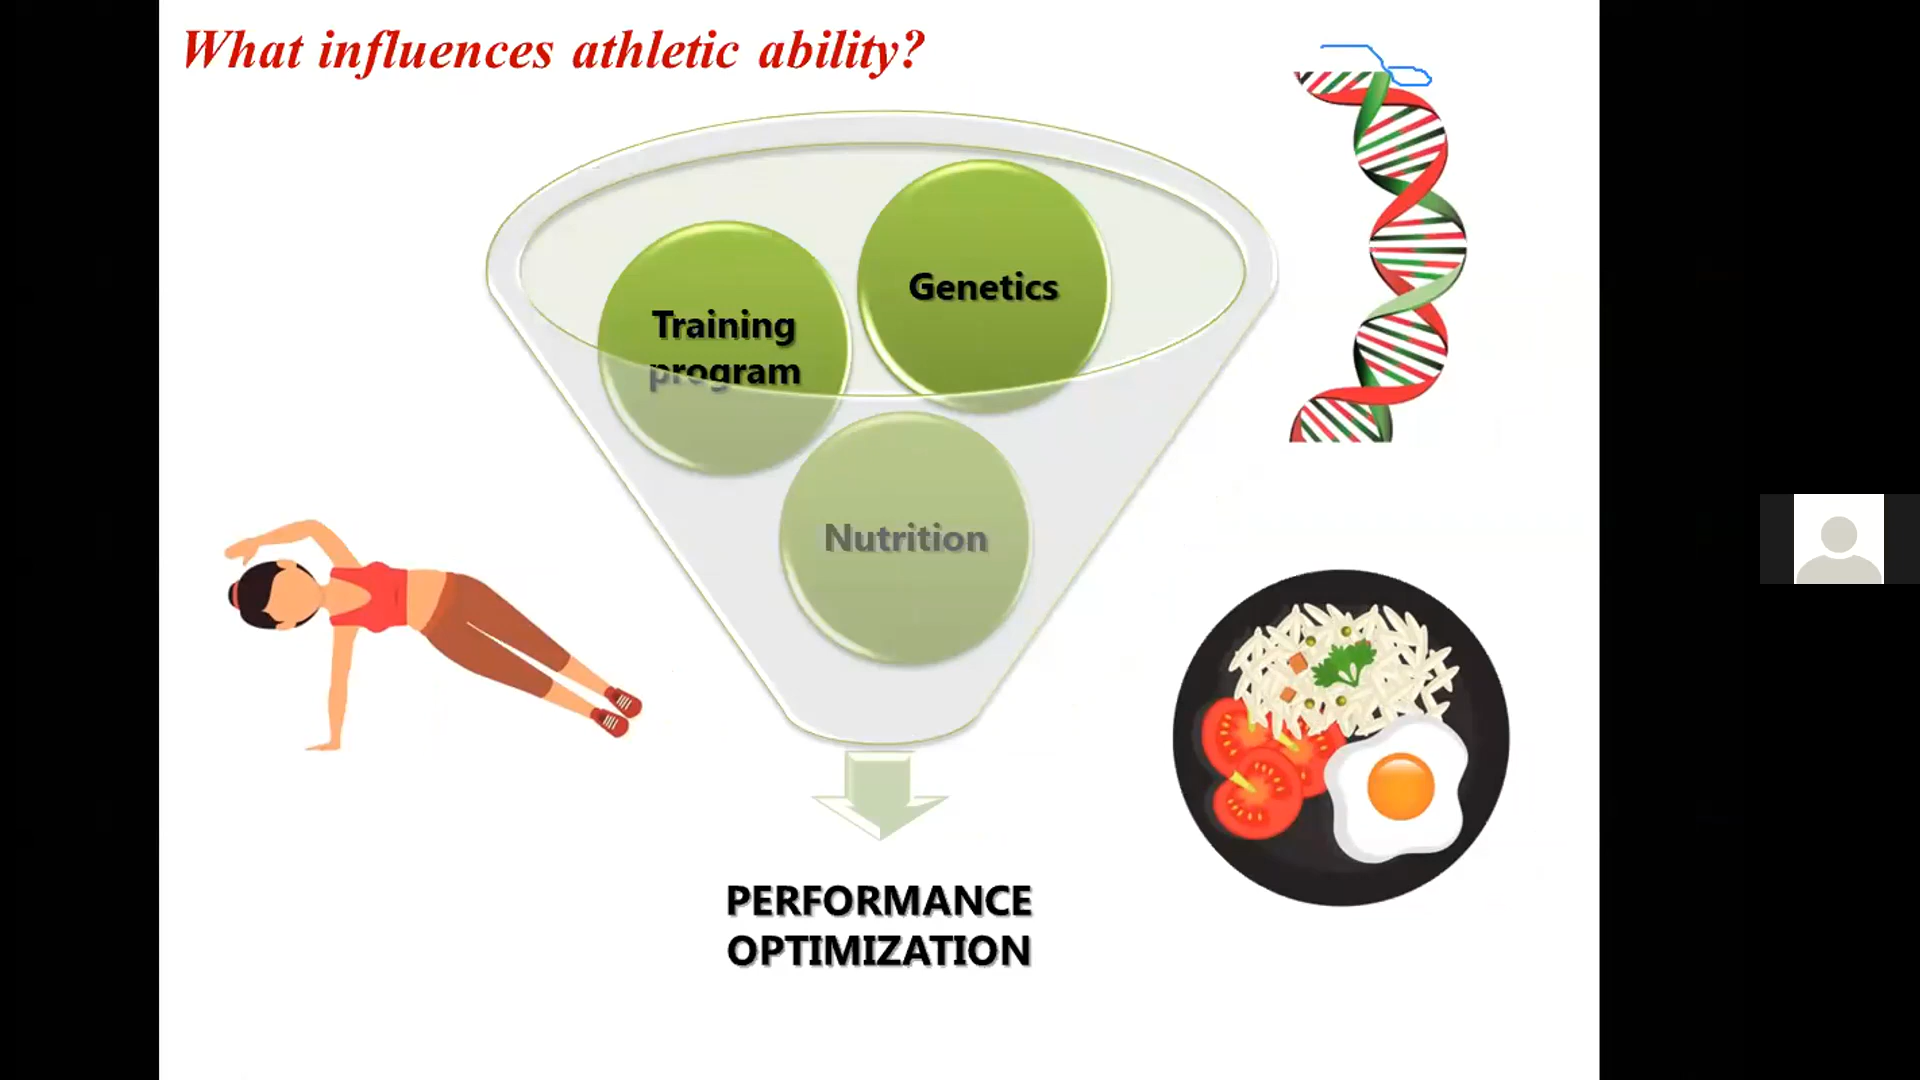 What influences athletic ability?
Genetics
Training
program
Nutrition
PERFORMANCE
OPTIMIZATION